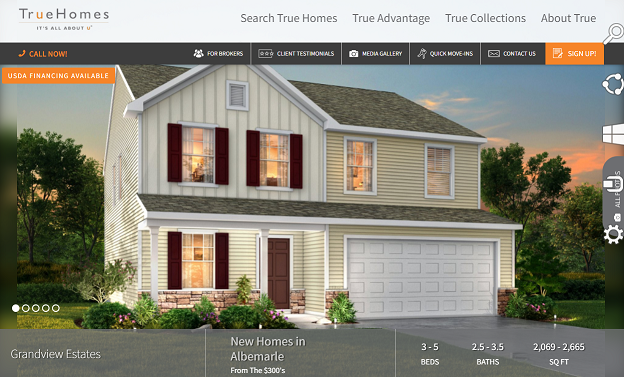 TrueHomes
IT'S ALL ABOUT U
Search True Homes True Advantage True Collections About True
CALL NOW! FOR BROKERS CLIENT TESTIMONIALS MEDIA GALLERY QUICK MOVE-INS CONTACT US SIGN UP!
USDA FINANCING AVAILABLE
Grandview Estates
New Homes in
Albemarle
From The $300's
3 - 5
BEDS
2.5 - 3.5
BATHS
2,069 - 2,665
SQ FT